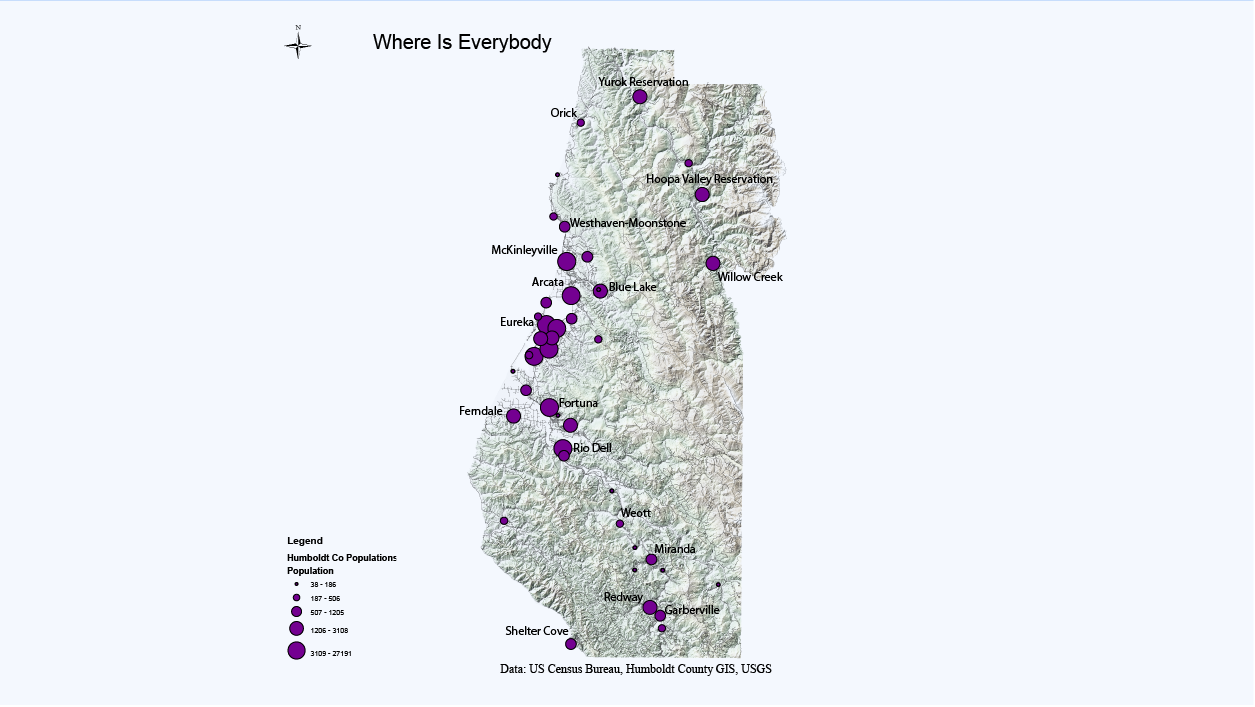 N
Where Is Everybody
Yurok Reservation
Orick
Hoopa Valley Reservation
Westhaven-Moonstone
McKinleyville
Willow Creek
Arcata
Blue Lake
Eureka
Fortuna
Ferndale
Rio Dell
Weott
Miranda
Redway
Garberville
Shelter Cove
Legend
Humboldt Co Populations
Population
38 - 186
187 - 506
507 - 1205
1206 - 3108
3109 - 27191
Data: US Census Bureau, Humboldt County GIS, USGS